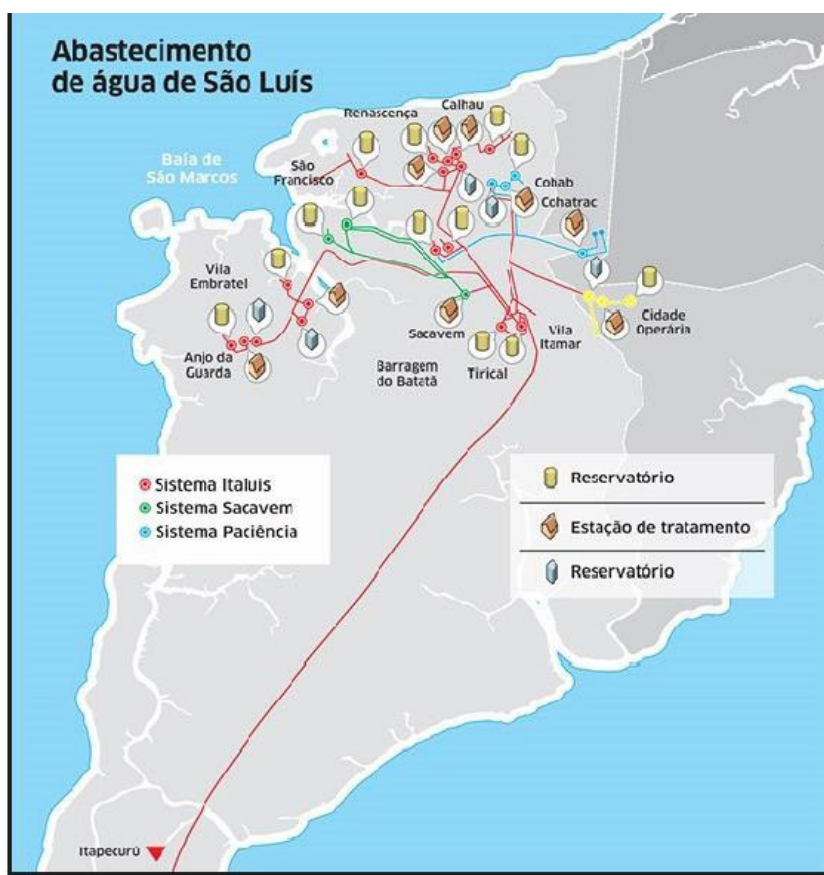 Abastecimento
de água de São Luís
Renascença
Calhau
Baía de
São Marcos
São
Francisco
Cohab
Cohatrac
Vila
Embratel
Anjo da
Guarda
Sacavem
Barragem
do Batatã
Tirical
Vila
Itamar
Cidade
Operária
Sistema Italuis
Sistema Sacavem
Sistema Paciência
Reservatório
Estação de tratamento
Reservatório
Itapecurú